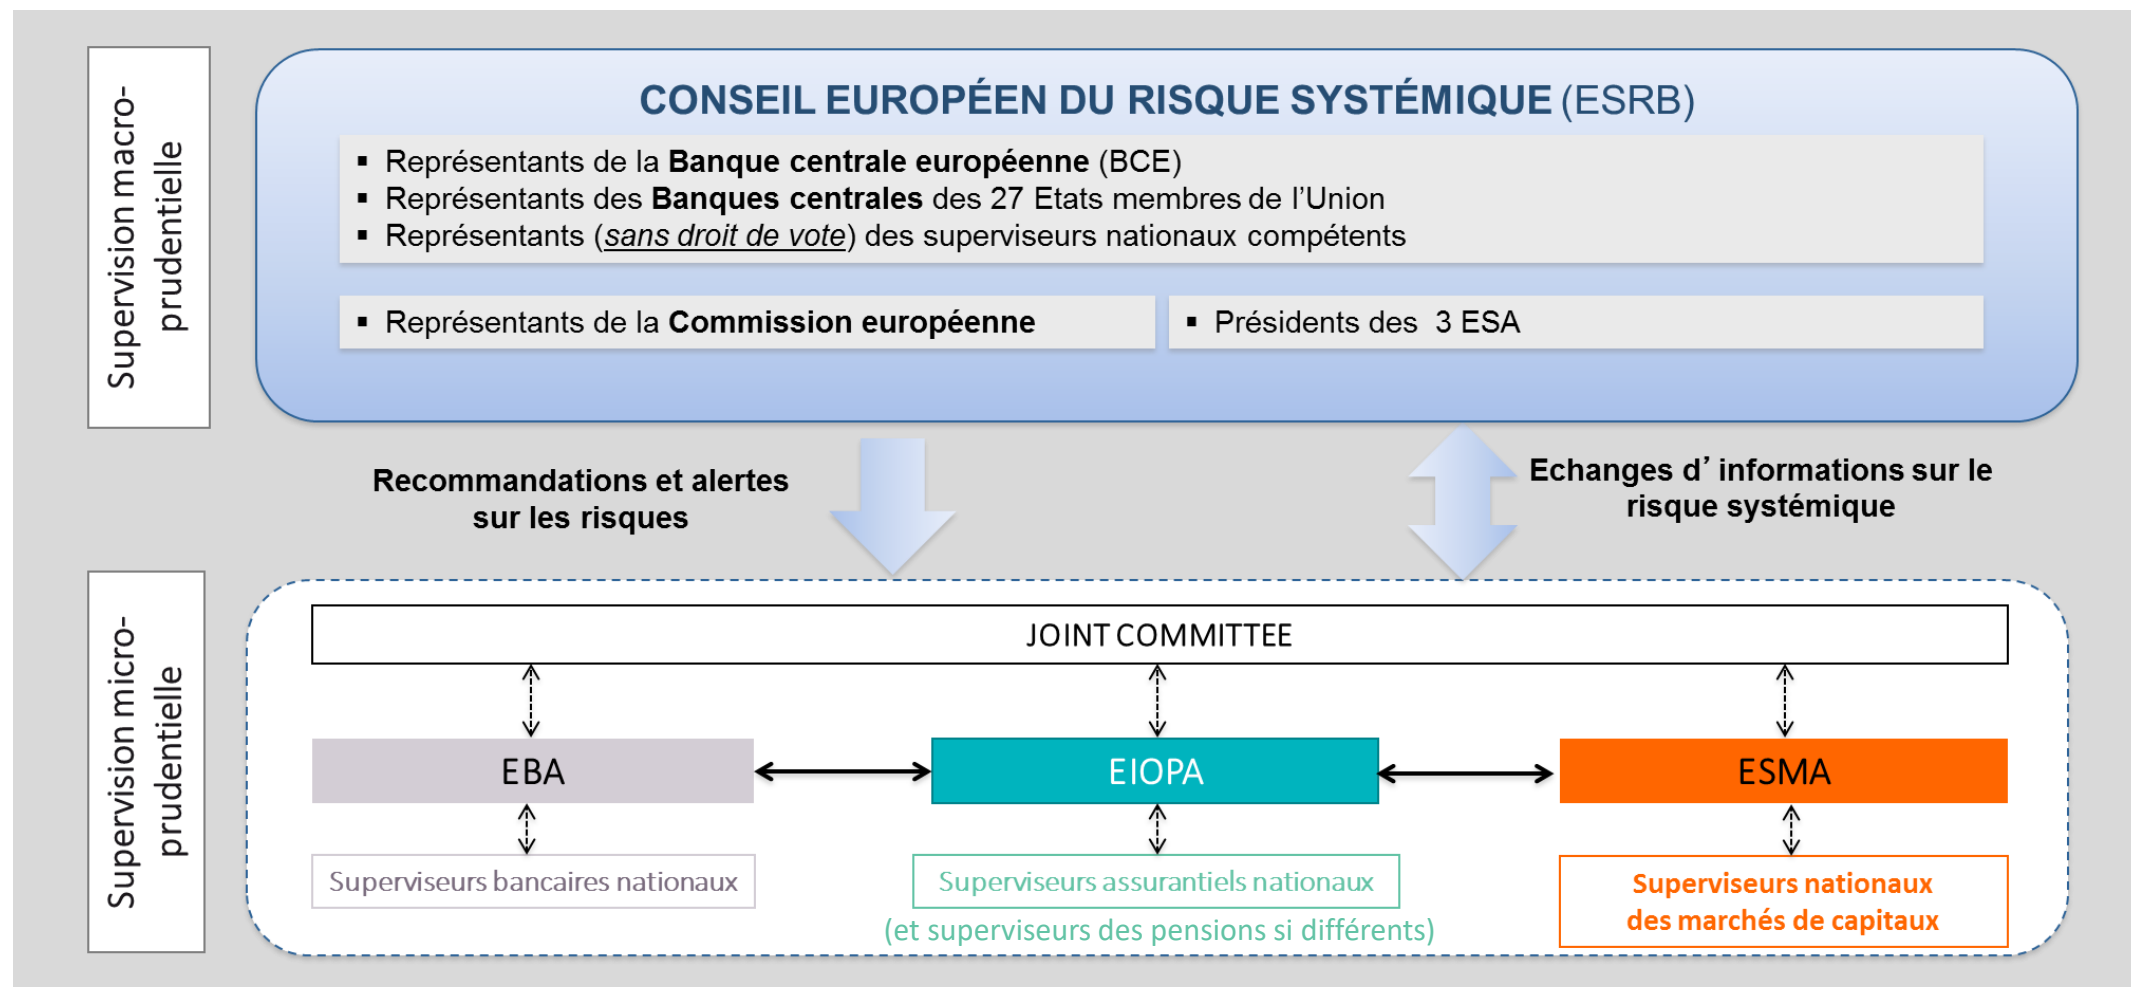 Supervision macro-
prudentielle
CONSEIL EUROPÉEN DU RISQUE SYSTÉMIQUE (ESRB)
▪ Représentants de la Banque centrale européenne (BCE)
▪ Représentants des Banques centrales des 27 Etats membres de l’Union
▪ Représentants (sans droit de vote) des superviseurs nationaux compétents
▪ Représentants de la Commission européenne
▪ Présidents des 3 ESA
Recommandations et alertes
sur les risques
Echanges d’ informations sur le
risque systémique
Supervision micro-
prudentielle
JOINT COMMITTEE
EBA
EIOPA
ESMA
Superviseurs bancaires nationaux
Superviseurs assurantiels nationaux
(et superviseurs des pensions si différents)
Superviseurs nationaux
des marchés de capitaux